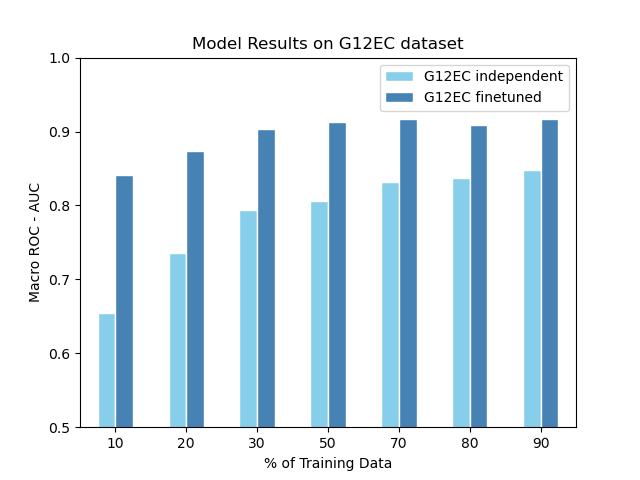 Model Results on G12EC dataset
G12EC independent
G12EC finetuned
Macro ROC - AUC
1.0
0.9
0.8
0.7
0.6
0.5
10 20 30 50 70 80 90
% of Training Data